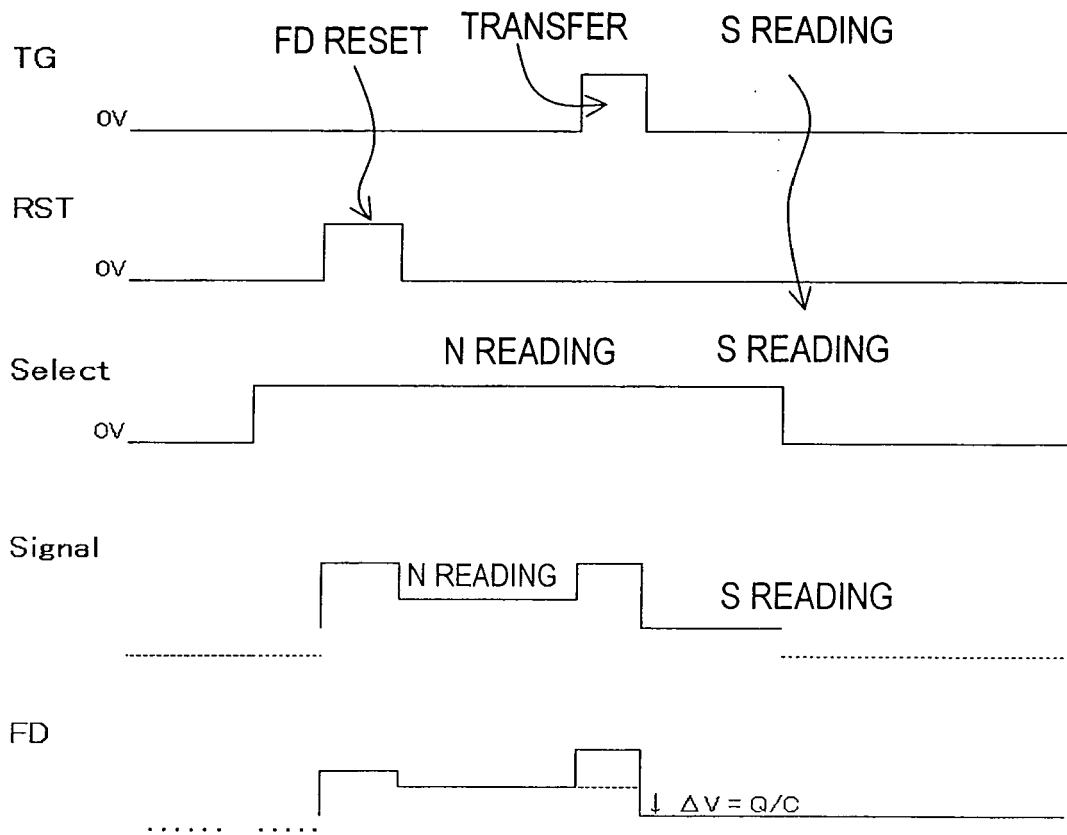 TG
FD RESET
TRANSFER
S READING
0V
RST
0V
Select
N READING
S READING
0V
Signal
N READING
S READING
FD
↓ ΔV = Q/C